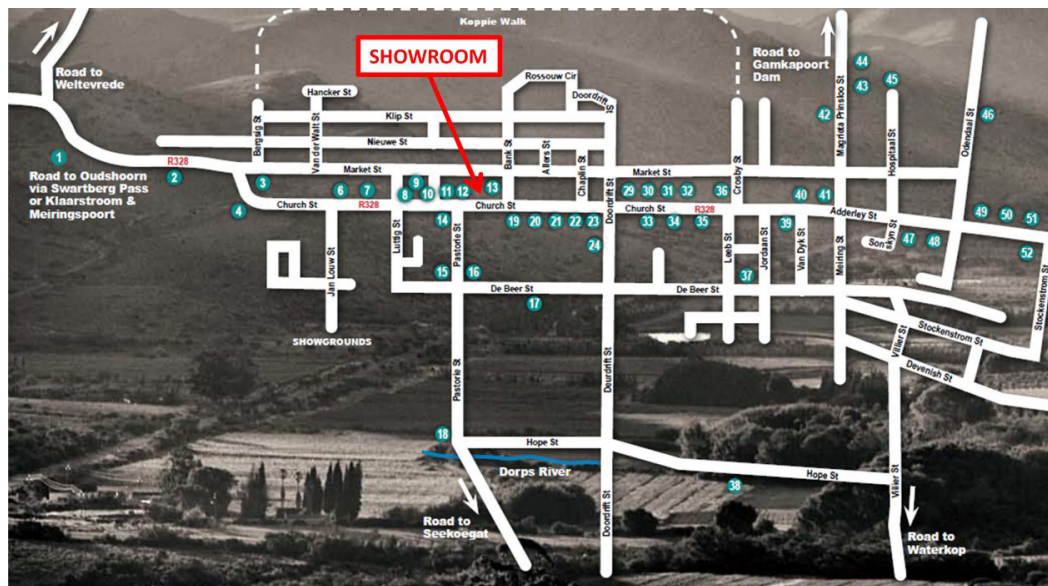 Koppie Walk
SHOWROOM
Road to
Weltevrede
Road to
Gamkapoort
Dam
Rossouw Cir
Doordrift
S
Hancker St
Klip St
Nieuwe St
Bergsig St
Van der Walt St
Bank St
Allers St
Chaplin St
Doordrift St
Crosby St
Magrieta Prinsloo St
Hospitaal St
Odendaal St
44
43
45
42
46
1
R328
2
Road to Oudshoorn
via Swartberg Pass
or Klaarstroom &
Meiringspoort
Market St
Market St
3
6
7
9
8
10
11
12
13
29
30
31
32
36
40
41
4
Church St
R328
Church St
Church St
R328
Adderley St
14
19
20
21
22
23
24
33
34
35
39
49
50
51
47
48
52
Luttig St
Pastorie St
Jan Louw St
Leeb St
Jordaan St
Van Dyk St
Meiring St
Son
skyn St
Stockenstrom St
15
16
37
De Beer St
De Beer St
17
SHOWGROUNDS
Stockenstrom St
Villier St
Devenish St
Pastorie St
Deurdrift St
18
Hope St
Dorps River
Hope St
38
Doordrift St
Villier St
Road to
Seekoegat
Road to
Waterkop